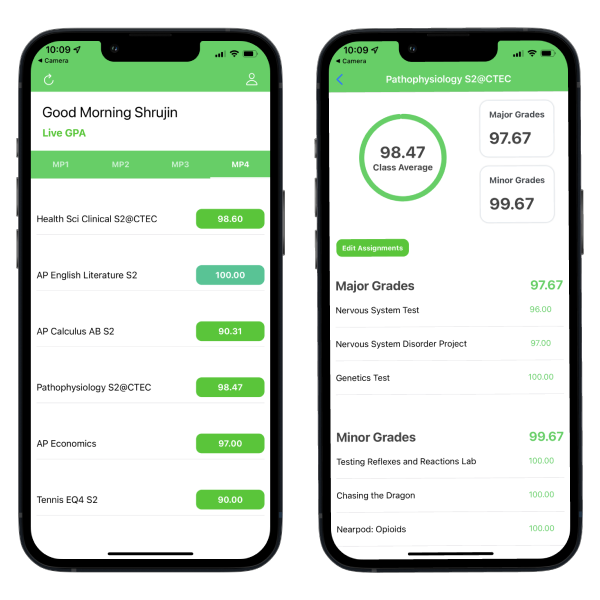 10:09
Camera
Good Morning Shrujin
Live GPA
MP1 MP2 MP3 MP4
Health Sci Clinical S2@CTEC 98.60
AP English Literature S2 100.00
AP Calculus AB S2 90.31
Pathophysiology S2@CTEC 98.47
AP Economics 97.00
Tennis EQ4 S2 90.00
10:09
Camera
Pathophysiology S2@CTEC
98.47
Class Average
Major Grades
97.67
Minor Grades
99.67
Edit Assignments
Major Grades 97.67
Nervous System Test 96.00
Nervous System Disorder Project 97.00
Genetics Test 100.00
Minor Grades 99.67
Testing Reflexes and Reactions Lab 100.00
Chasing the Dragon 100.00
Nearpod: Opioids 100.00